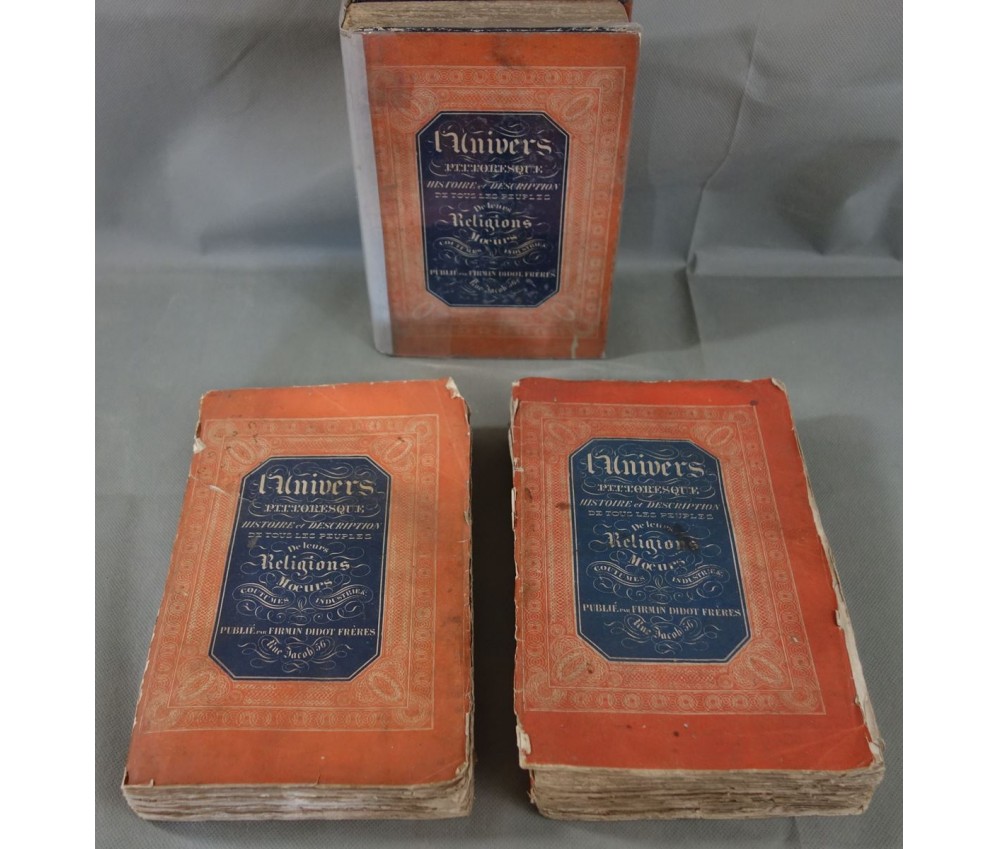 l'Univers
PITTORESQUE
HISTOIRE et DESCRIPTION
DE TOUS LES PEUPLES
De leurs
Religions
Mœurs
COUTUMES INDUSTRIE &c
PUBLIÉ PAR FIRMIN DIDOT FRÈRES
Rue Jacob 56
l'Univers
PITTORESQUE
HISTOIRE et DESCRIPTION
DE TOUS LES PEUPLES
De leurs
Religions
Mœurs
COUTUMES INDUSTRIE &c
PUBLIÉ PAR FIRMIN DIDOT FRÈRES
Rue Jacob 56
l'Univers
PITTORESQUE
HISTOIRE et DESCRIPTION
DE TOUS LES PEUPLES
De leurs
Religions
Mœurs
COUTUMES INDUSTRIE &c
PUBLIÉ PAR FIRMIN DIDOT FRÈRES
Rue Jacob 56